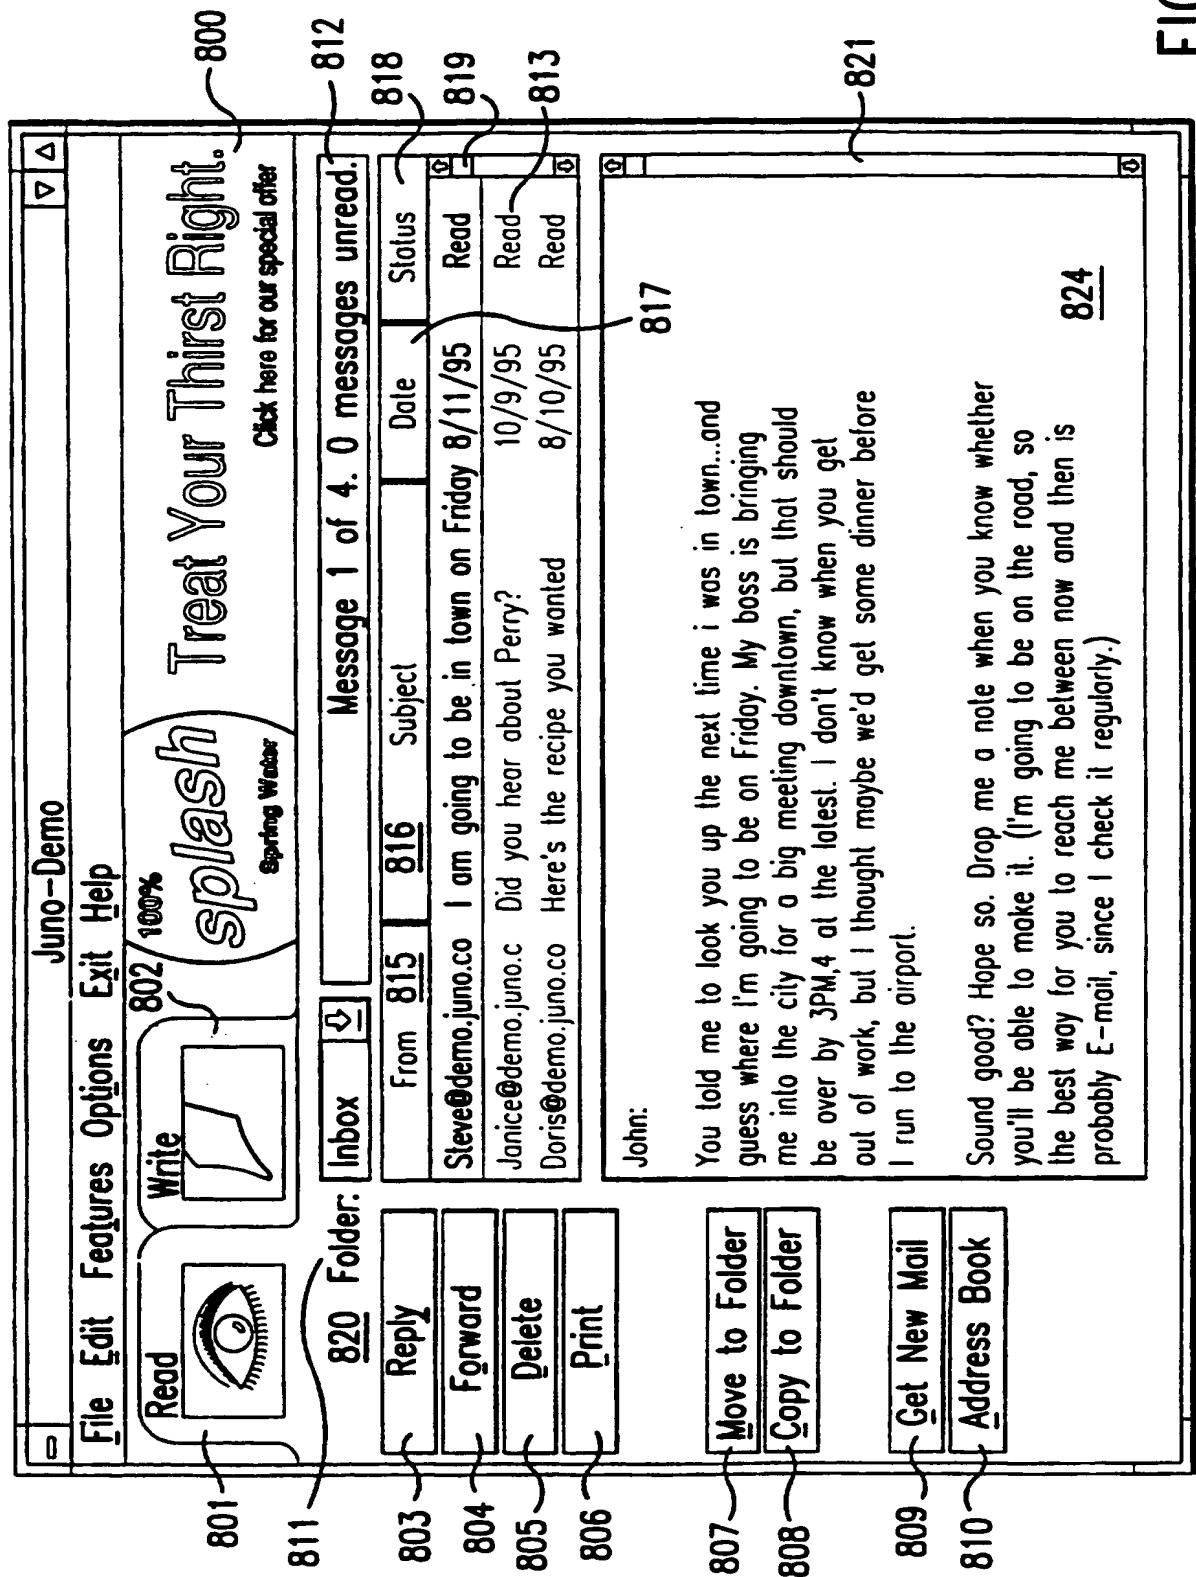 Juno-Demo
File Edit Features Options Exit Help
Read
Write
802
100%
splash
Spring Water
Treat Your Thirst Right.
Click here for our special offer
800
801
811
820 Folder: Inbox
Message 1 of 4. 0 messages unread.
812
From 815 816 Subject Date Status
818
Steve@demo.juno.co I am going to be in town on Friday 8/11/95 Read
819
Janice@demo.juno.c Did you hear about Perry? 10/9/95 Read
813
Doris@demo.juno.co Here's the recipe you wanted 8/10/95 Read
817
803 Reply
804 Forward
805 Delete
806 Print
807 Move to Folder
808 Copy to Folder
809 Get New Mail
810 Address Book
821
John:
You told me to look you up the next time i was in town...and
guess where I'm going to be on Friday. My boss is bringing
me into the city for a big meeting downtown, but that should
be over by 3PM,4 at the latest. I don't know when you get
out of work, but I thought maybe we'd get some dinner before
I run to the airport.
Sound good? Hope so. Drop me a note when you know whether
you'll be able to make it. (I'm going to be on the road, so
the best way for you to reach me between now and then is
probably E-mail, since I check it regularly.)
824